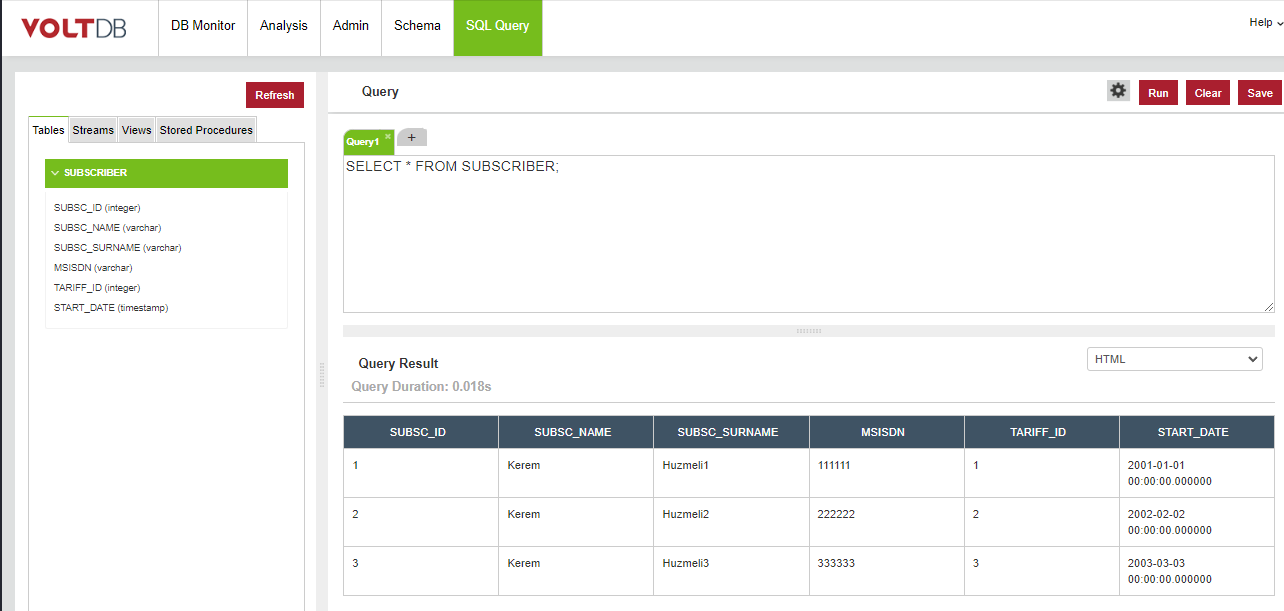 VOLTDB
DB Monitor
Analysis
Admin
Schema
SQL Query
Help
Refresh
Tables
Streams
Views
Stored Procedures
SUBSCRIBER
SUBSC_ID (integer)
SUBSC_NAME (varchar)
SUBSC_SURNAME (varchar)
MSISDN (varchar)
TARIFF_ID (integer)
START_DATE (timestamp)
Query
Run
Clear
Save
Query1 ×
+
SELECT * FROM SUBSCRIBER;
Query Result
HTML
Query Duration: 0.018s
SUBSC_ID SUBSC_NAME SUBSC_SURNAME MSISDN TARIFF_ID START_DATE
1 Kerem Huzmeli1 111111 1 2001-01-01
00:00:00.000000
2 Kerem Huzmeli2 222222 2 2002-02-02
00:00:00.000000
3 Kerem Huzmeli3 333333 3 2003-03-03
00:00:00.000000